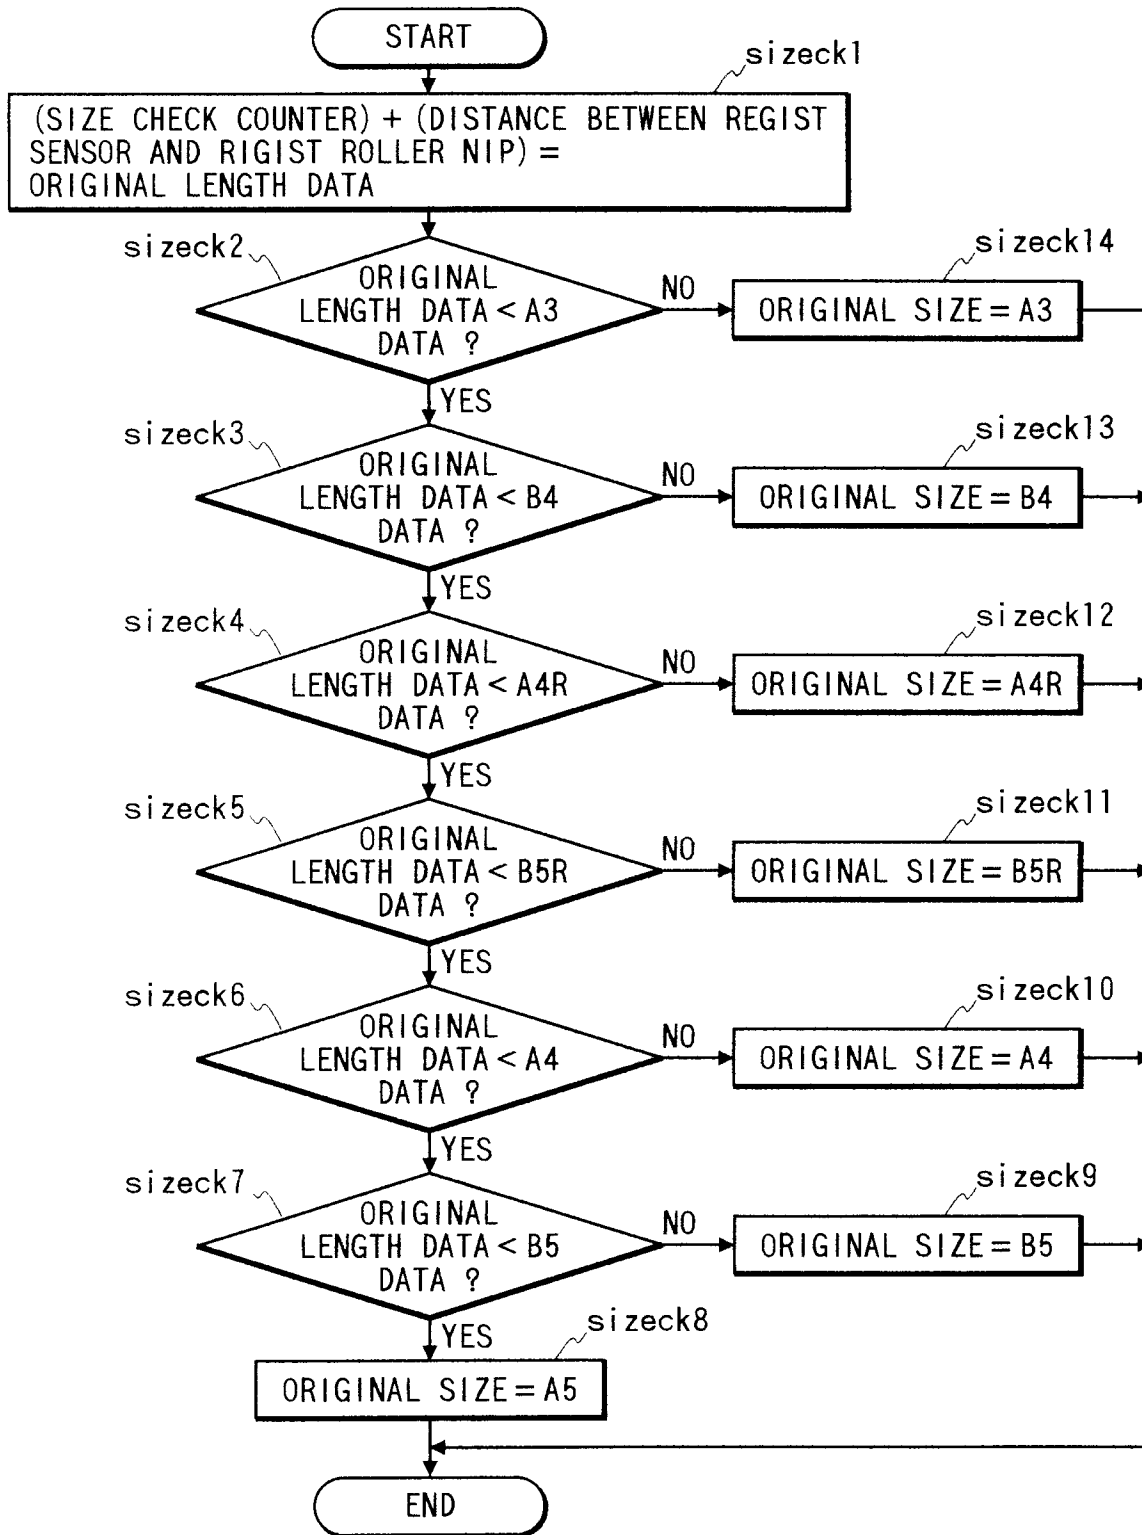 START
sizeck1
(SIZE CHECK COUNTER) + (DISTANCE BETWEEN REGIST
SENSOR AND RIGIST ROLLER NIP) =
ORIGINAL LENGTH DATA
sizeck2
ORIGINAL
LENGTH DATA < A3
DATA ?
NO
sizeck14
ORIGINAL SIZE = A3
YES
sizeck3
ORIGINAL
LENGTH DATA < B4
DATA ?
NO
sizeck13
ORIGINAL SIZE = B4
YES
sizeck4
ORIGINAL
LENGTH DATA < A4R
DATA ?
NO
sizeck12
ORIGINAL SIZE = A4R
YES
sizeck5
ORIGINAL
LENGTH DATA < B5R
DATA ?
NO
sizeck11
ORIGINAL SIZE = B5R
YES
sizeck6
ORIGINAL
LENGTH DATA < A4
DATA ?
NO
sizeck10
ORIGINAL SIZE = A4
YES
sizeck7
ORIGINAL
LENGTH DATA < B5
DATA ?
NO
sizeck9
ORIGINAL SIZE = B5
YES
sizeck8
ORIGINAL SIZE = A5
END